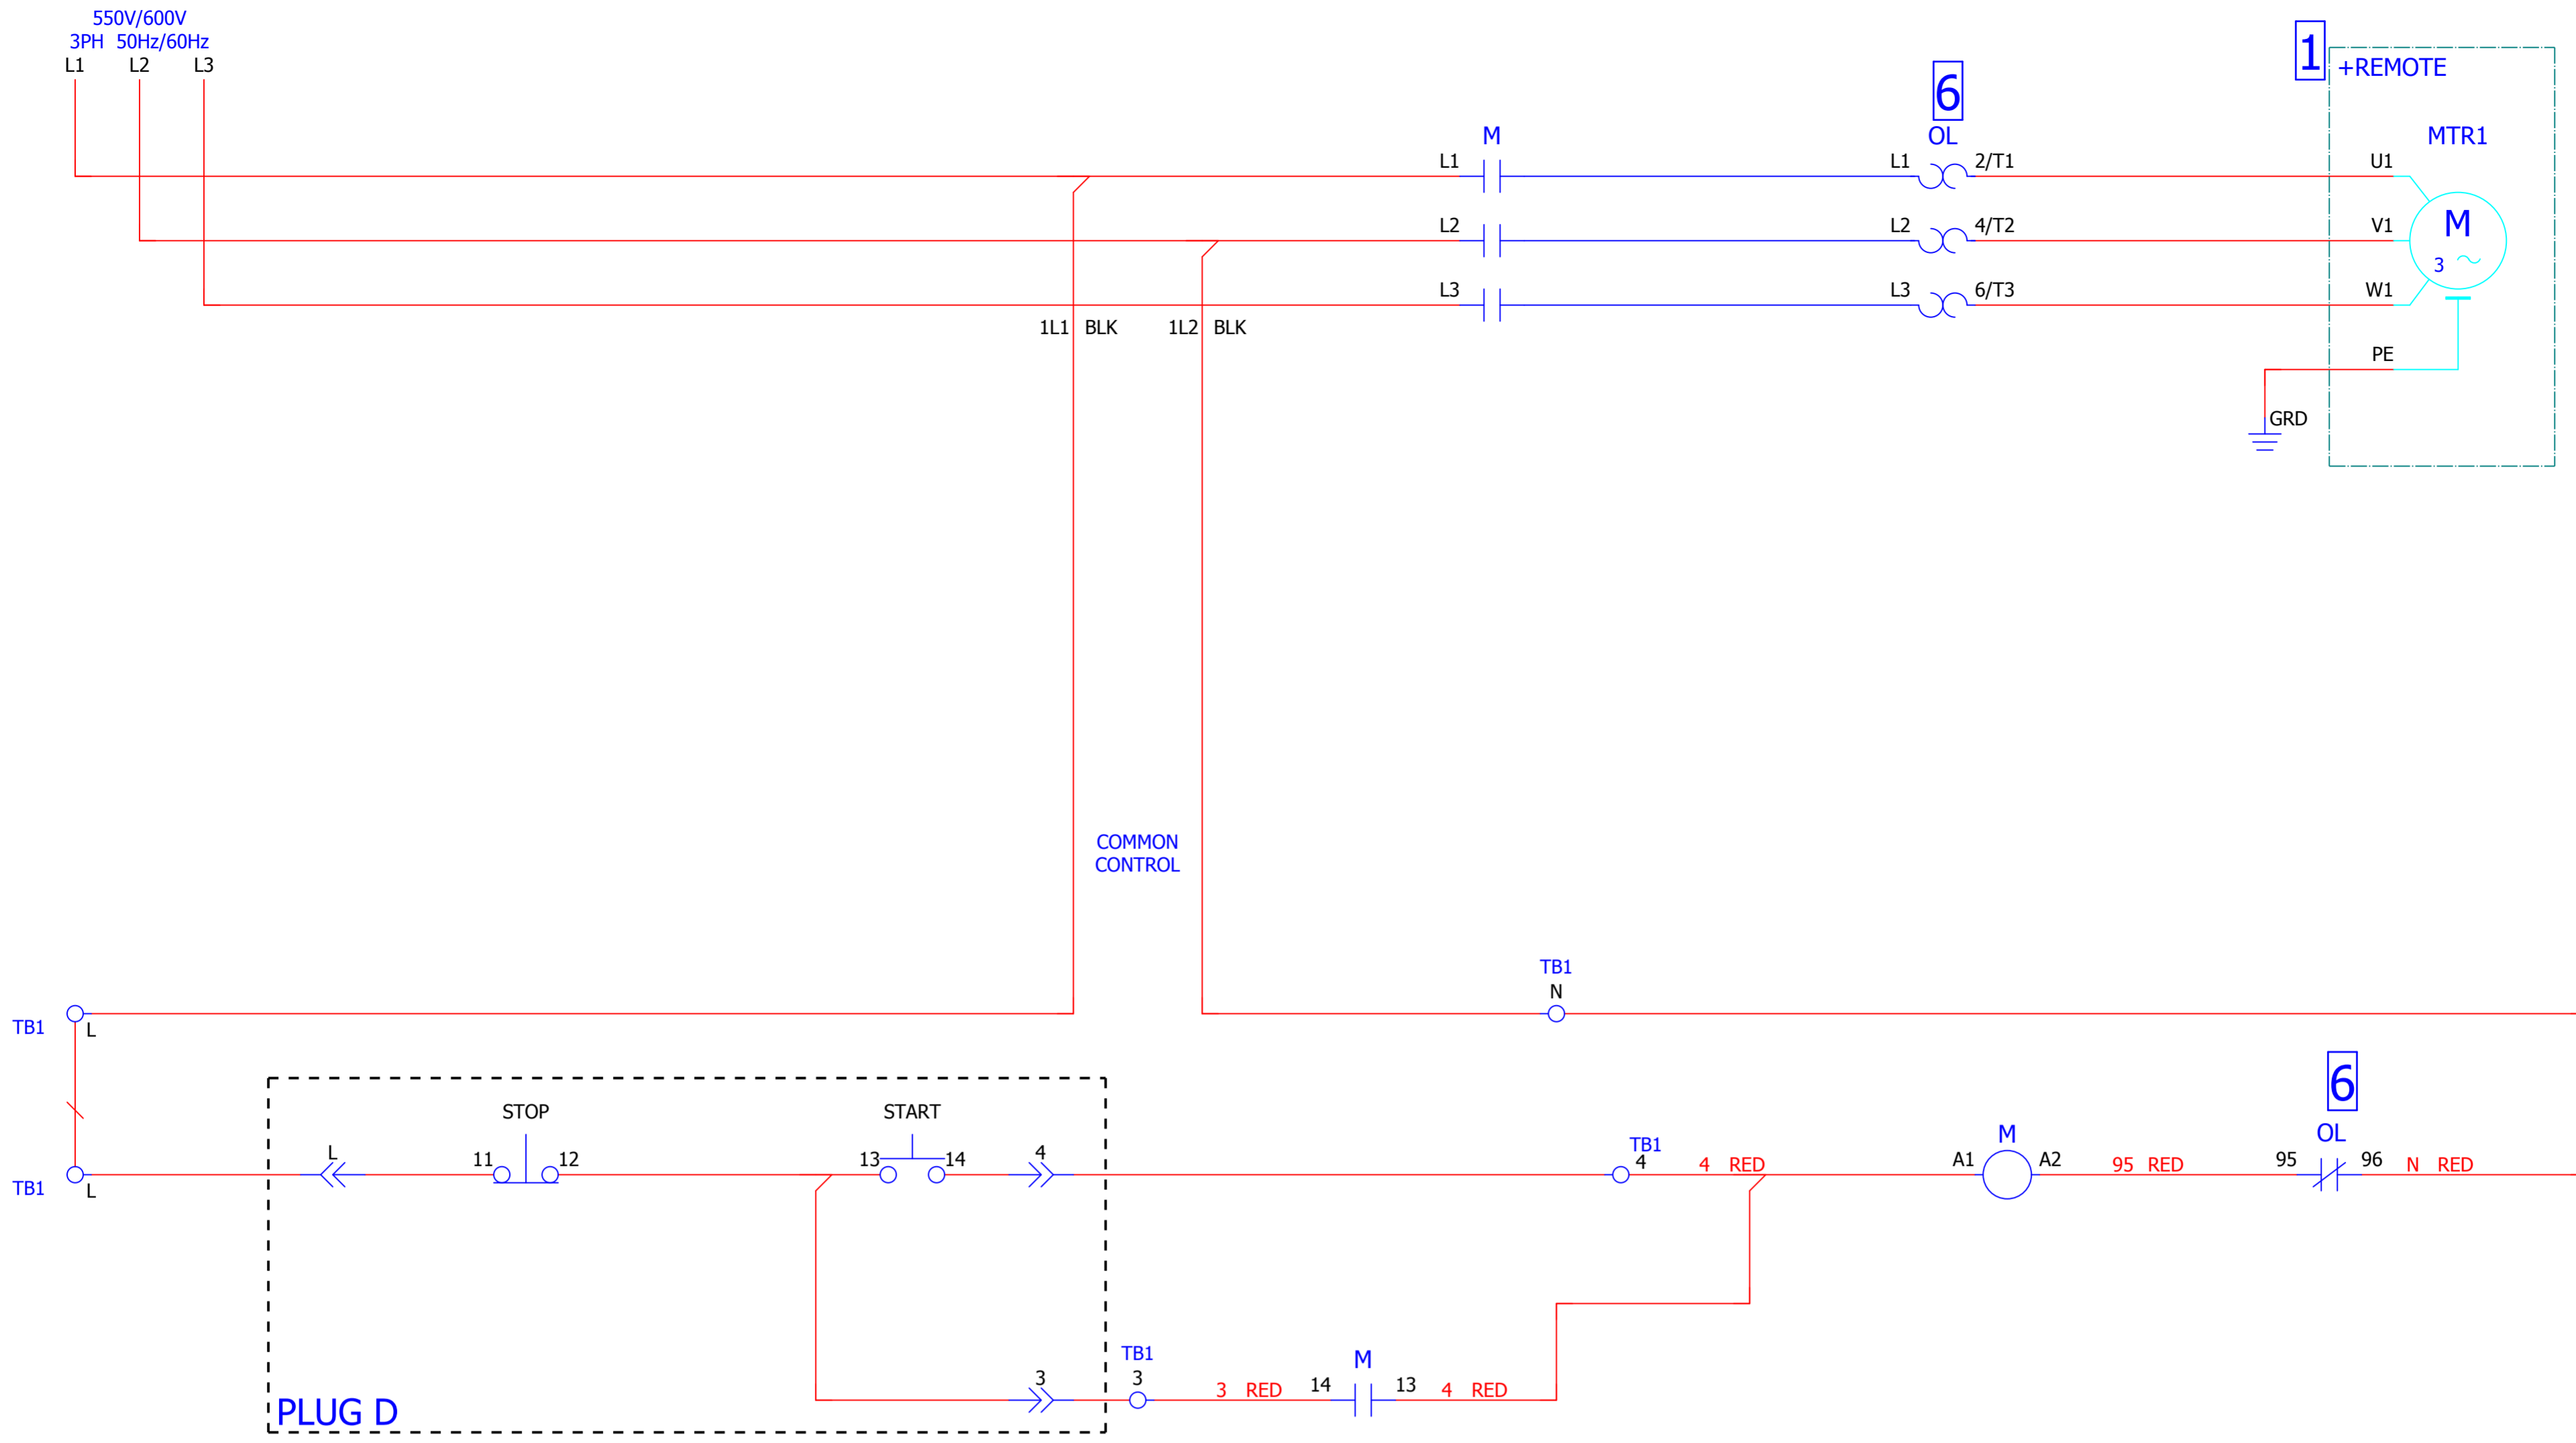 550V/600V
3PH 50Hz/60Hz
L1 L2 L3
1
+REMOTE
6
M OL MTR1
L1 L1 2/T1 U1
L2 L2 4/T2 V1
M
3
L3 L3 6/T3 W1
1L1 BLK 1L2 BLK
PE
GRD
COMMON
CONTROL
TB1
N
TB1 L
6
STOP START
TB1 M OL
L 11 12 13 14 4 4 4 RED A1 A2 95 RED 95 96 N RED
TB1 L
TB1 M
3 3 3 RED 14 13 4 RED
PLUG D